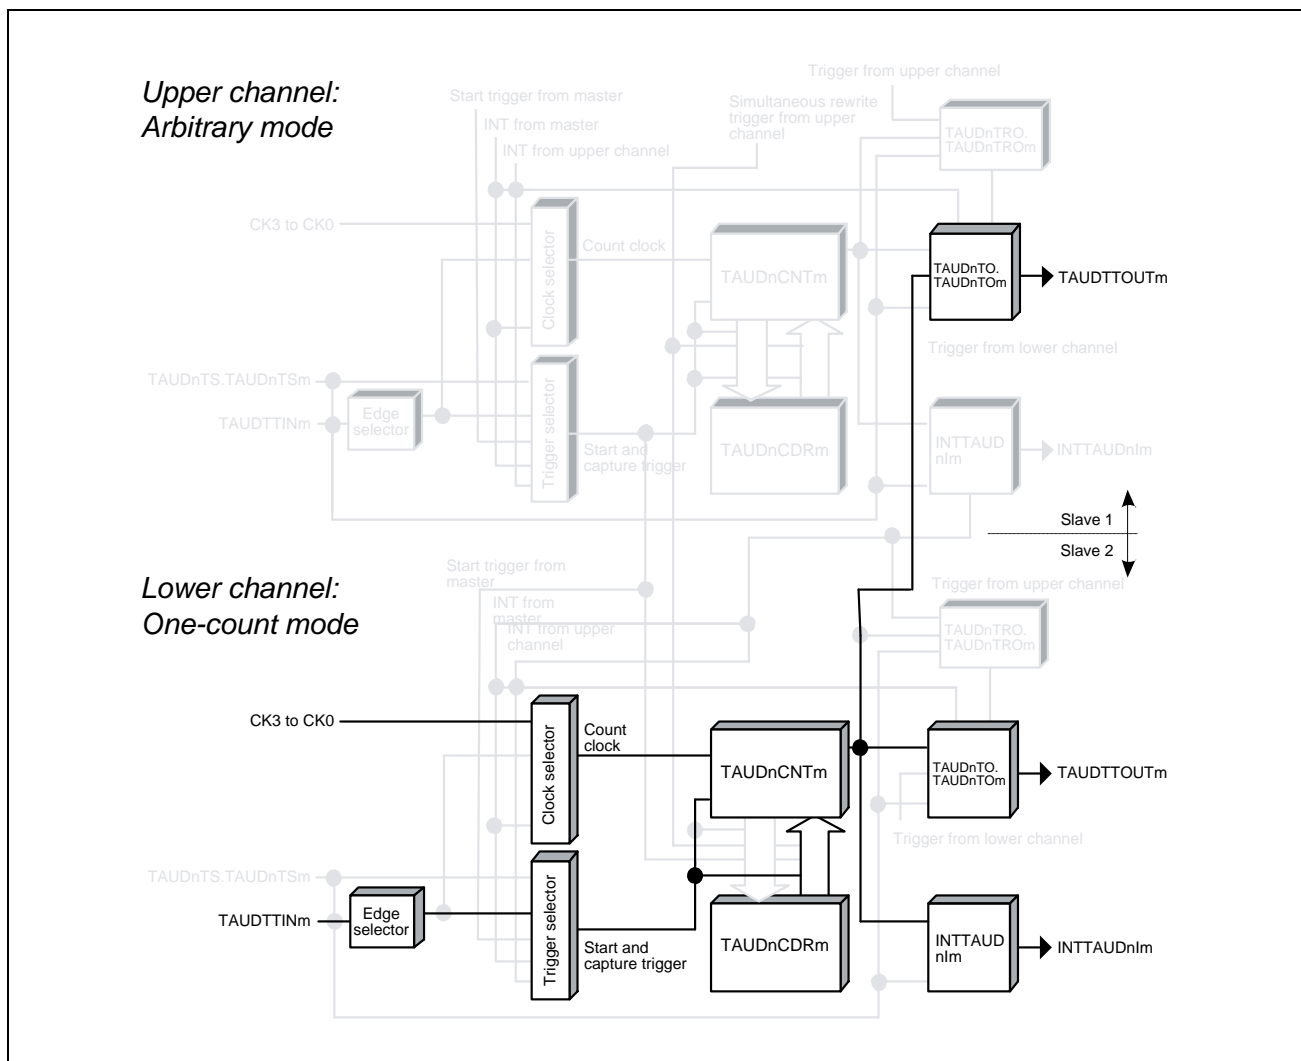 Upper channel:
Arbitrary mode
Trigger from upper channel
Start trigger from master
Simultaneous rewrite
trigger from upper
channel
INT from master
INT from upper channel
TAUDnTRO.
TAUDnTROm
CK3 to CK0
Clock selector
Count clock
TAUDnCNTm
TAUDnTO.
TAUDnTOm
TAUDTTOUTm
Trigger from lower channel
TAUDnTS.TAUDnTSm
TAUDTTINm
Edge
selector
Trigger selector
Start and
capture trigger
TAUDnCDRm
INTTAUD
nIm
INTTAUDnIm
Slave 1
Slave 2
Lower channel:
One-count mode
Start trigger from
master
INT from
master
INT from upper
channel
Trigger from upper channel
TAUDnTRO.
TAUDnTROm
CK3 to CK0
Clock selector
Count
clock
TAUDnCNTm
TAUDnTO.
TAUDnTOm
TAUDTTOUTm
Trigger from lower channel
TAUDnTS.TAUDnTSm
TAUDTTINm
Edge
selector
Trigger selector
Start and
capture trigger
TAUDnCDRm
INTTAUD
nIm
INTTAUDnIm